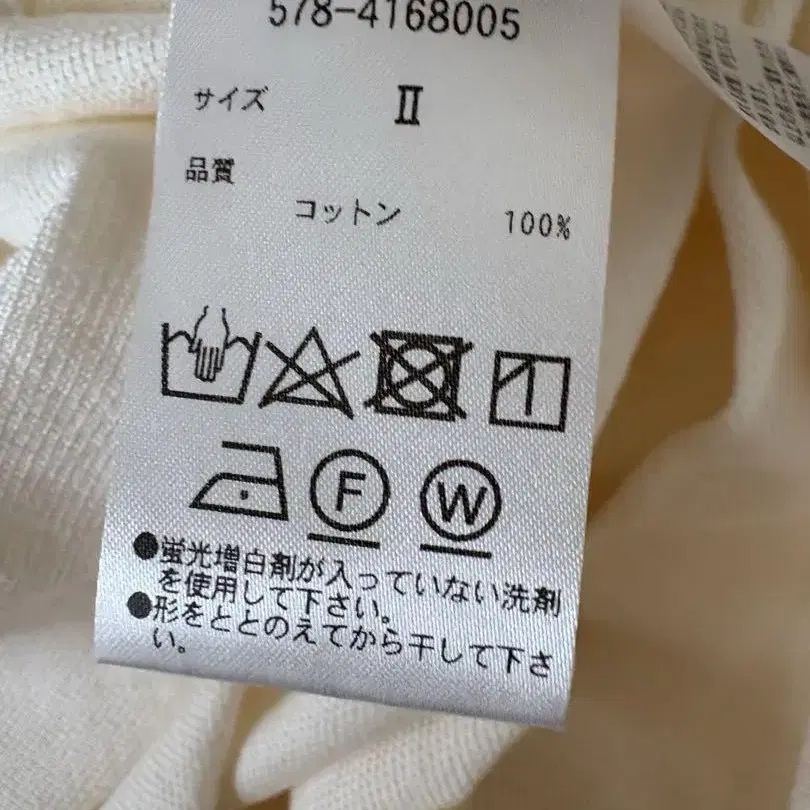 578-4168005
サイズ II
品質
コットン 100%
F W
●蛍光増白剤が入っていない洗剤
を使用して下さい。
●形をととのえてから干して下さ
い。